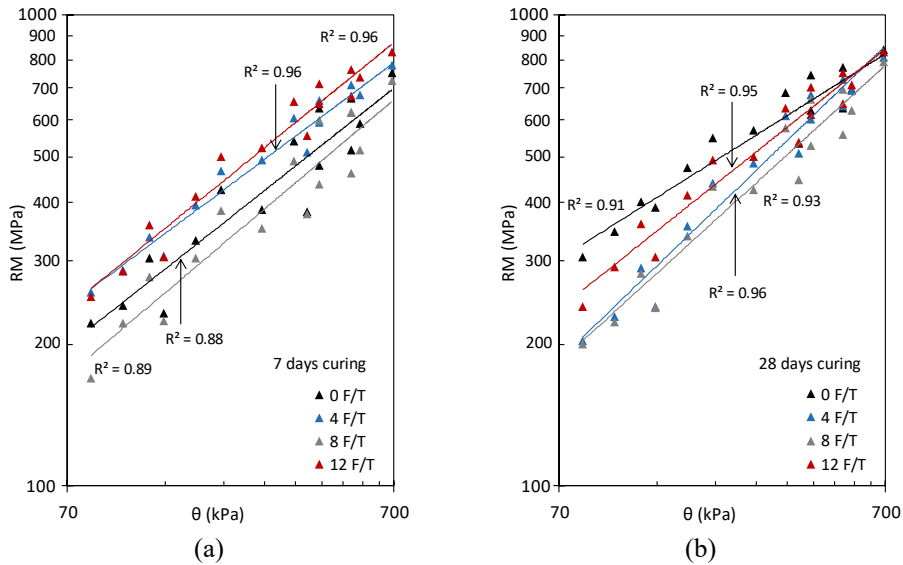 1000
900
800
700
600
500
400
300
200
100
RM (MPa)
R² = 0.96
R² = 0.96
R² = 0.88
R² = 0.89
7 days curing
0 F/T
4 F/T
8 F/T
12 F/T
70
700
θ (kPa)
(a)
1000
900
800
700
600
500
400
300
200
100
RM (MPa)
R² = 0.95
R² = 0.91
R² = 0.93
R² = 0.96
28 days curing
0 F/T
4 F/T
8 F/T
12 F/T
70
700
θ (kPa)
(b)